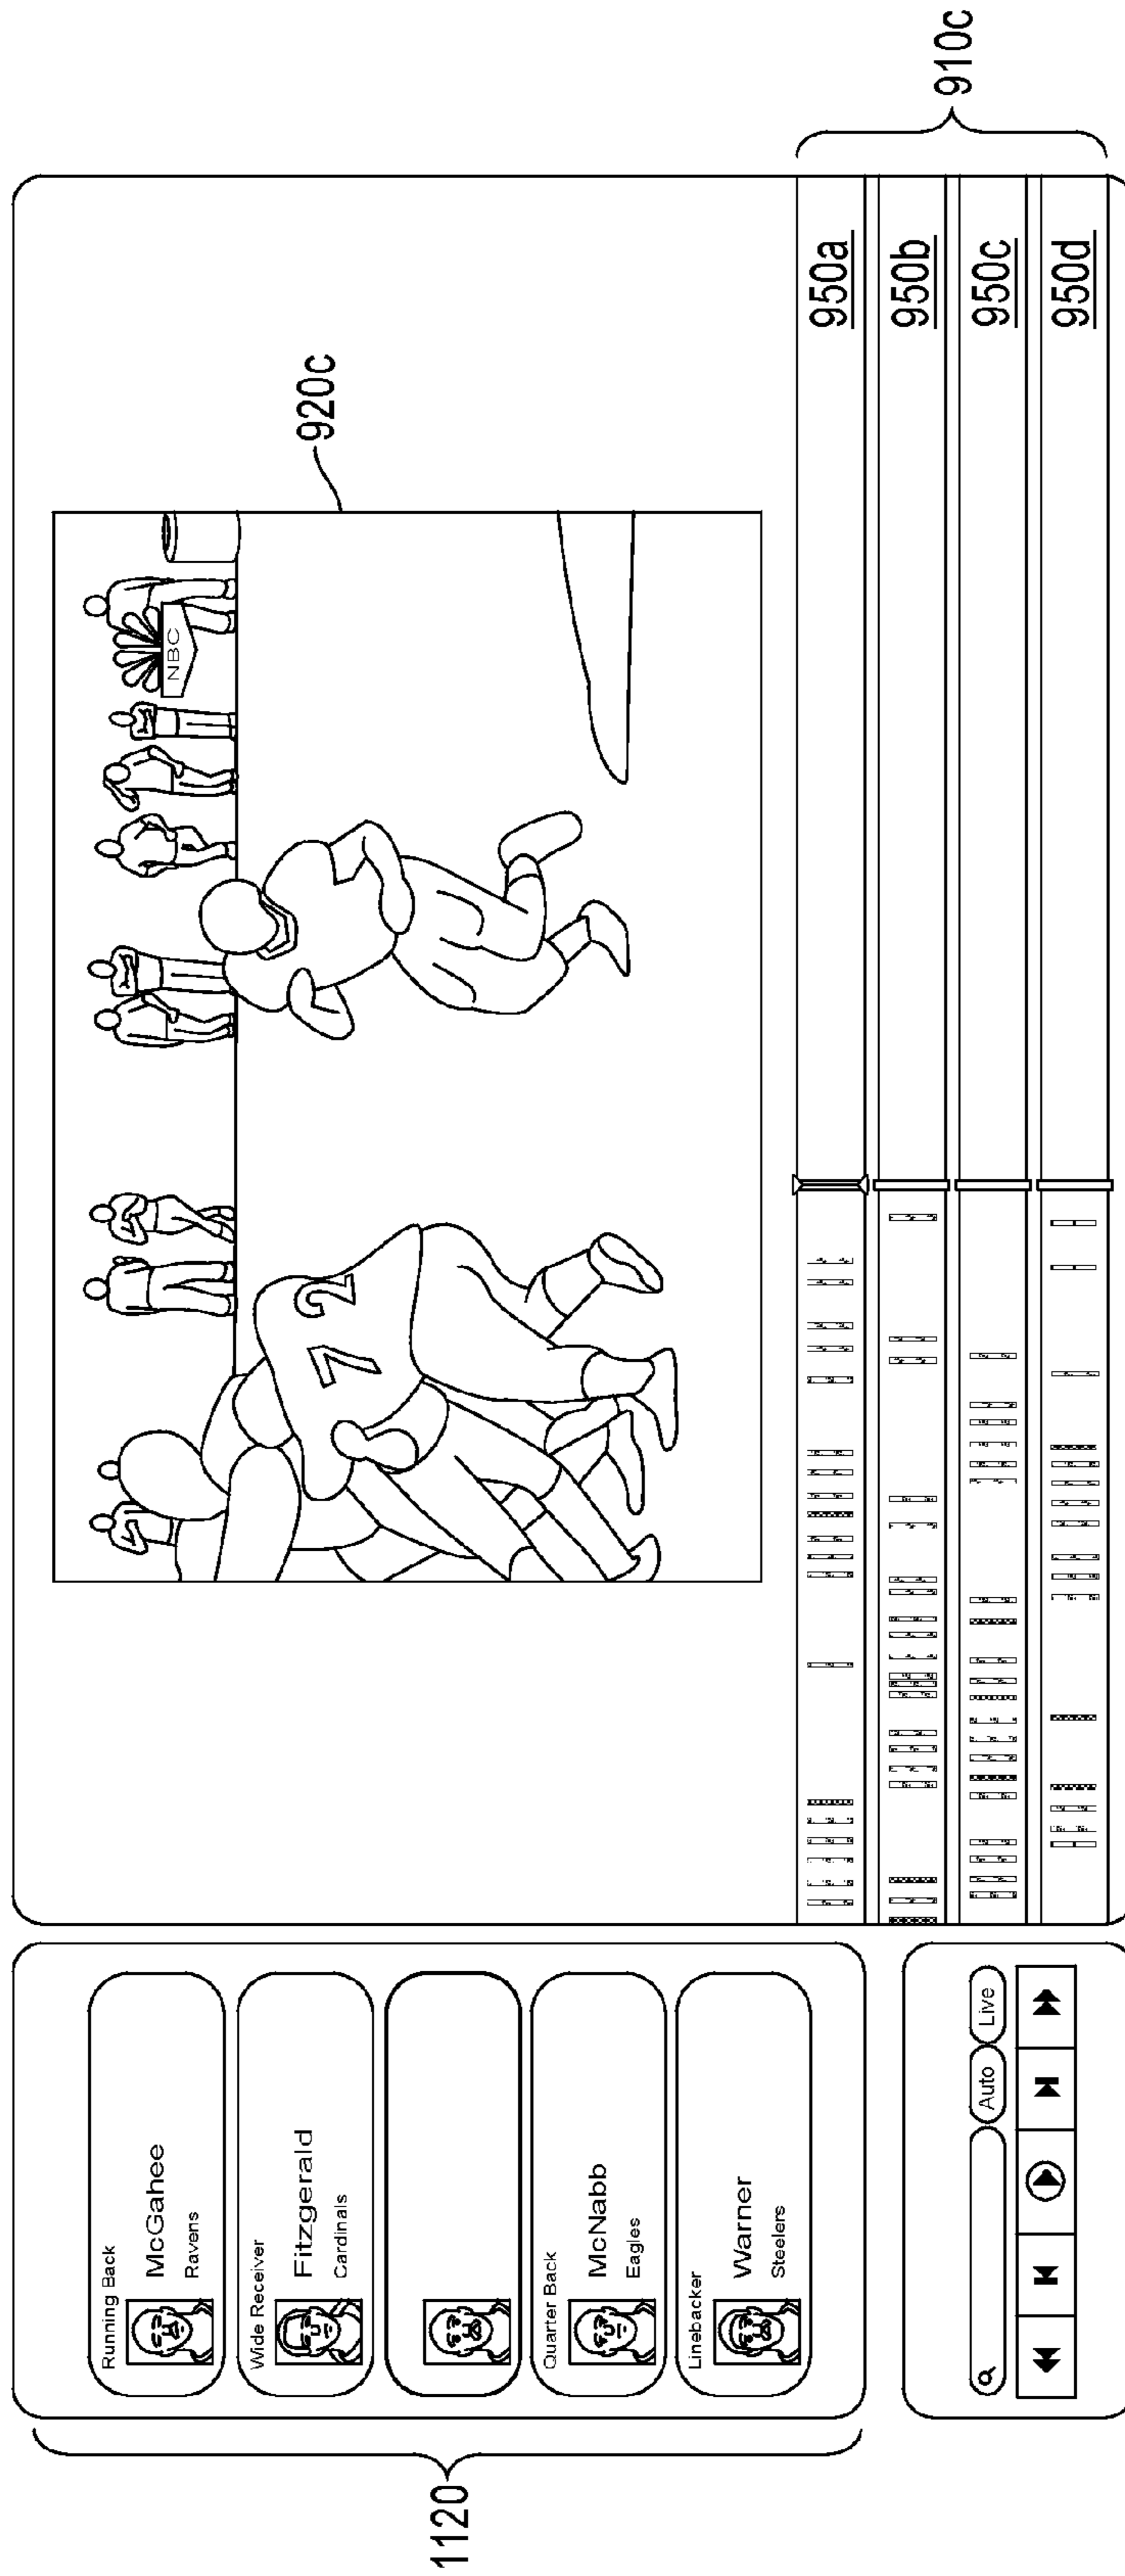 1120
Running Back
McGahee
Ravens
Wide Receiver
Fitzgerald
Cardinals
Quarter Back
McNabb
Eagles
Linebacker
Warner
Steelers
Auto
Live
72
NBC
920c
950a
950b
950c
950d
910c